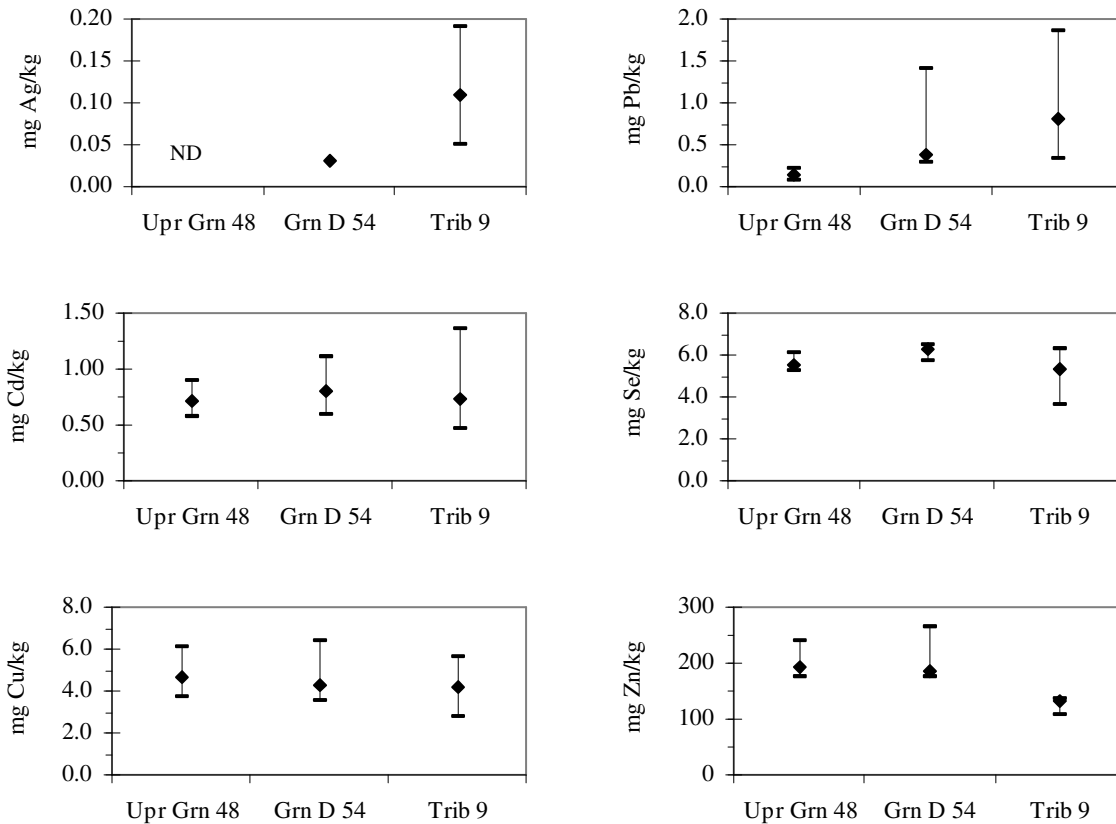 mg Ag/kg
0.20
0.15
0.10
0.05
0.00
ND
Upr Grn 48 Grn D 54 Trib 9
mg Pb/kg
2.0
1.5
1.0
0.5
0.0
Upr Grn 48 Grn D 54 Trib 9
mg Cd/kg
1.50
1.00
0.50
0.00
Upr Grn 48 Grn D 54 Trib 9
mg Se/kg
8.0
6.0
4.0
2.0
0.0
Upr Grn 48 Grn D 54 Trib 9
mg Cu/kg
8.0
6.0
4.0
2.0
0.0
Upr Grn 48 Grn D 54 Trib 9
mg Zn/kg
300
200
100
0
Upr Grn 48 Grn D 54 Trib 9